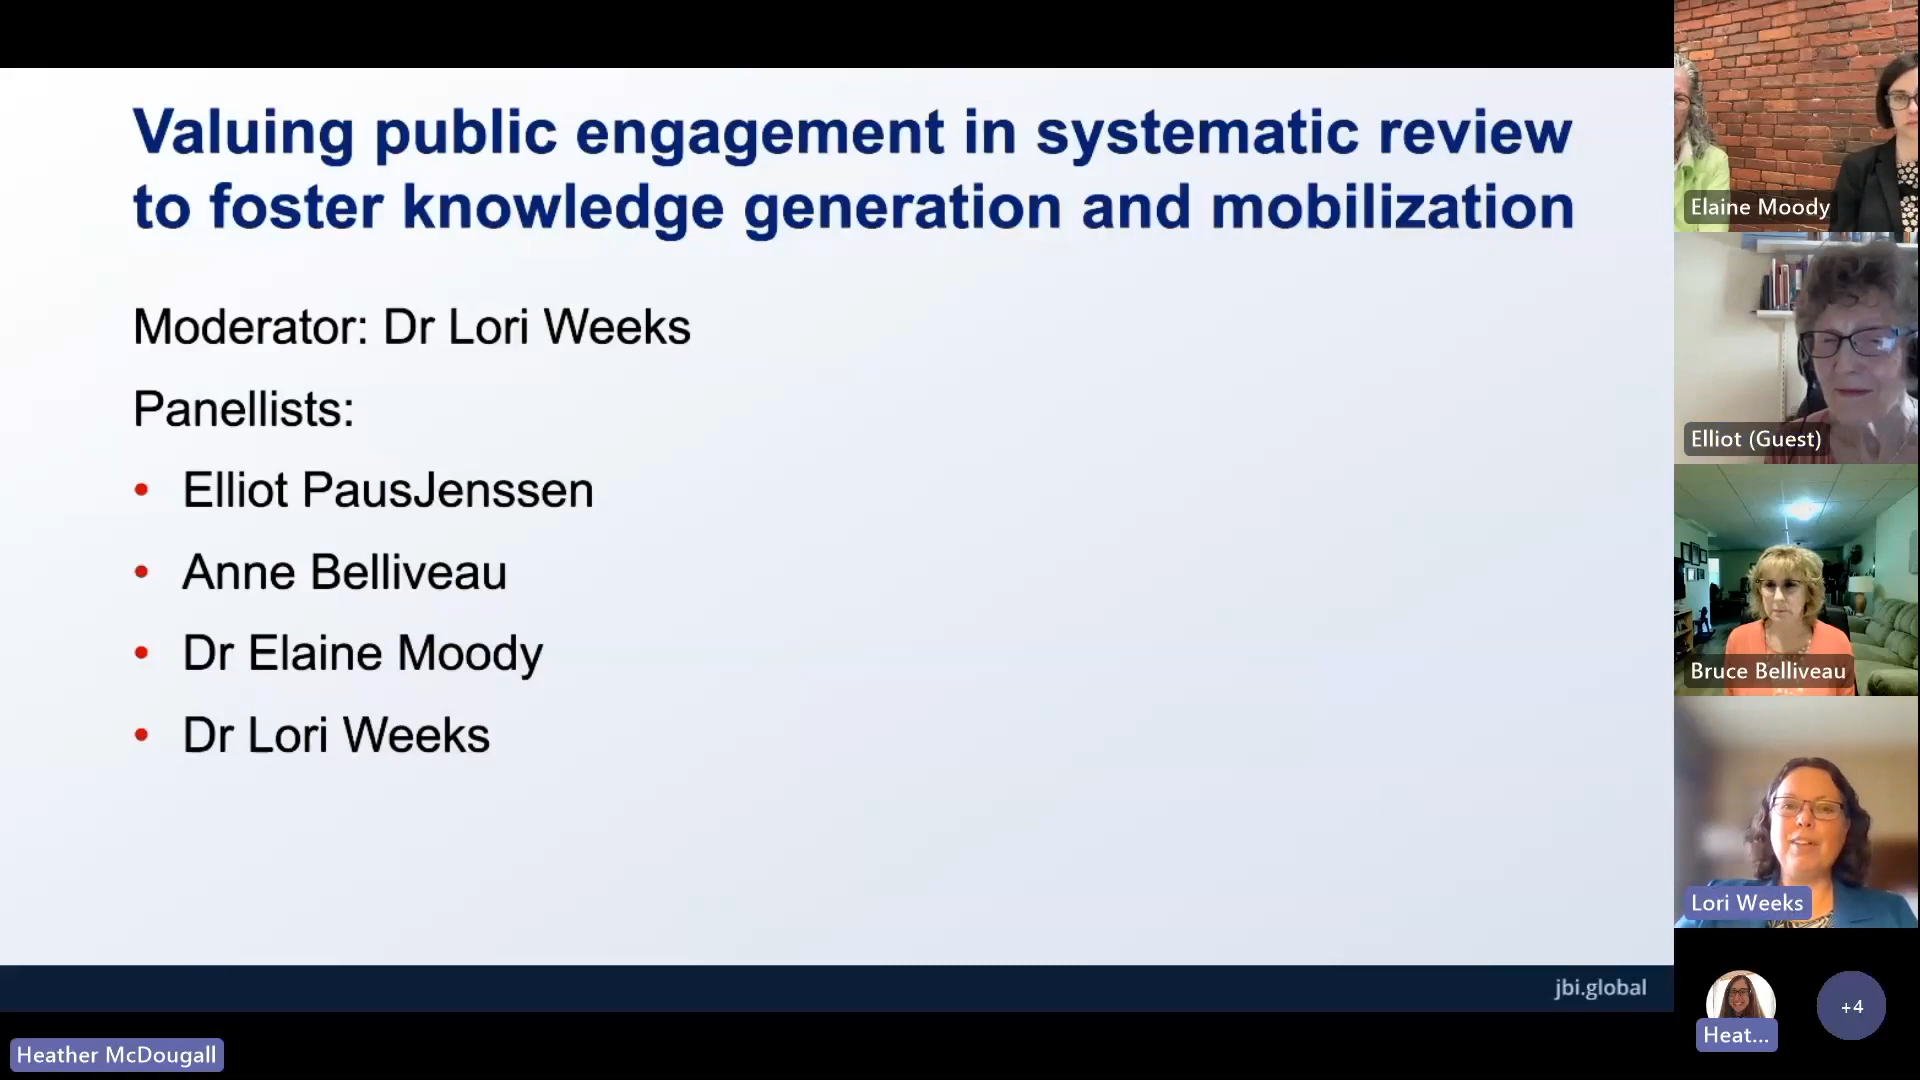 Valuing public engagement in systematic review
to foster knowledge generation and mobilization
Moderator: Dr Lori Weeks
Panellists:
• Elliot PausJenssen
• Anne Belliveau
• Dr Elaine Moody
• Dr Lori Weeks
jbi.global
Heather McDougall
Elaine Moody
Elliot (Guest)
Bruce Belliveau
Lori Weeks
Heat...
+4